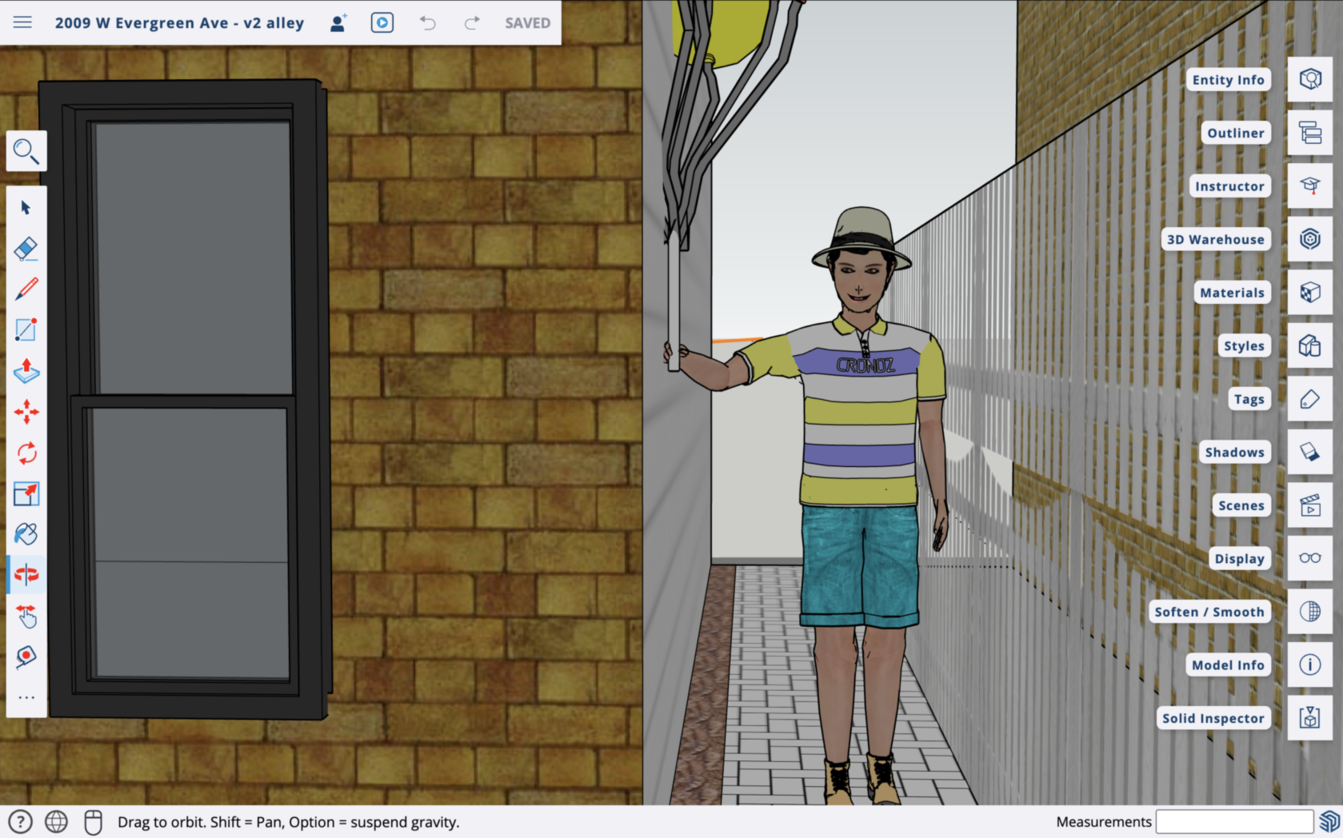 2009 W Evergreen Ave - v2 alley
SAVED
Entity Info
Outliner
Instructor
3D Warehouse
Materials
Styles
Tags
Shadows
Scenes
Display
Soften / Smooth
Model Info
Solid Inspector
CRONOZ
Drag to orbit. Shift = Pan, Option = suspend gravity.
Measurements